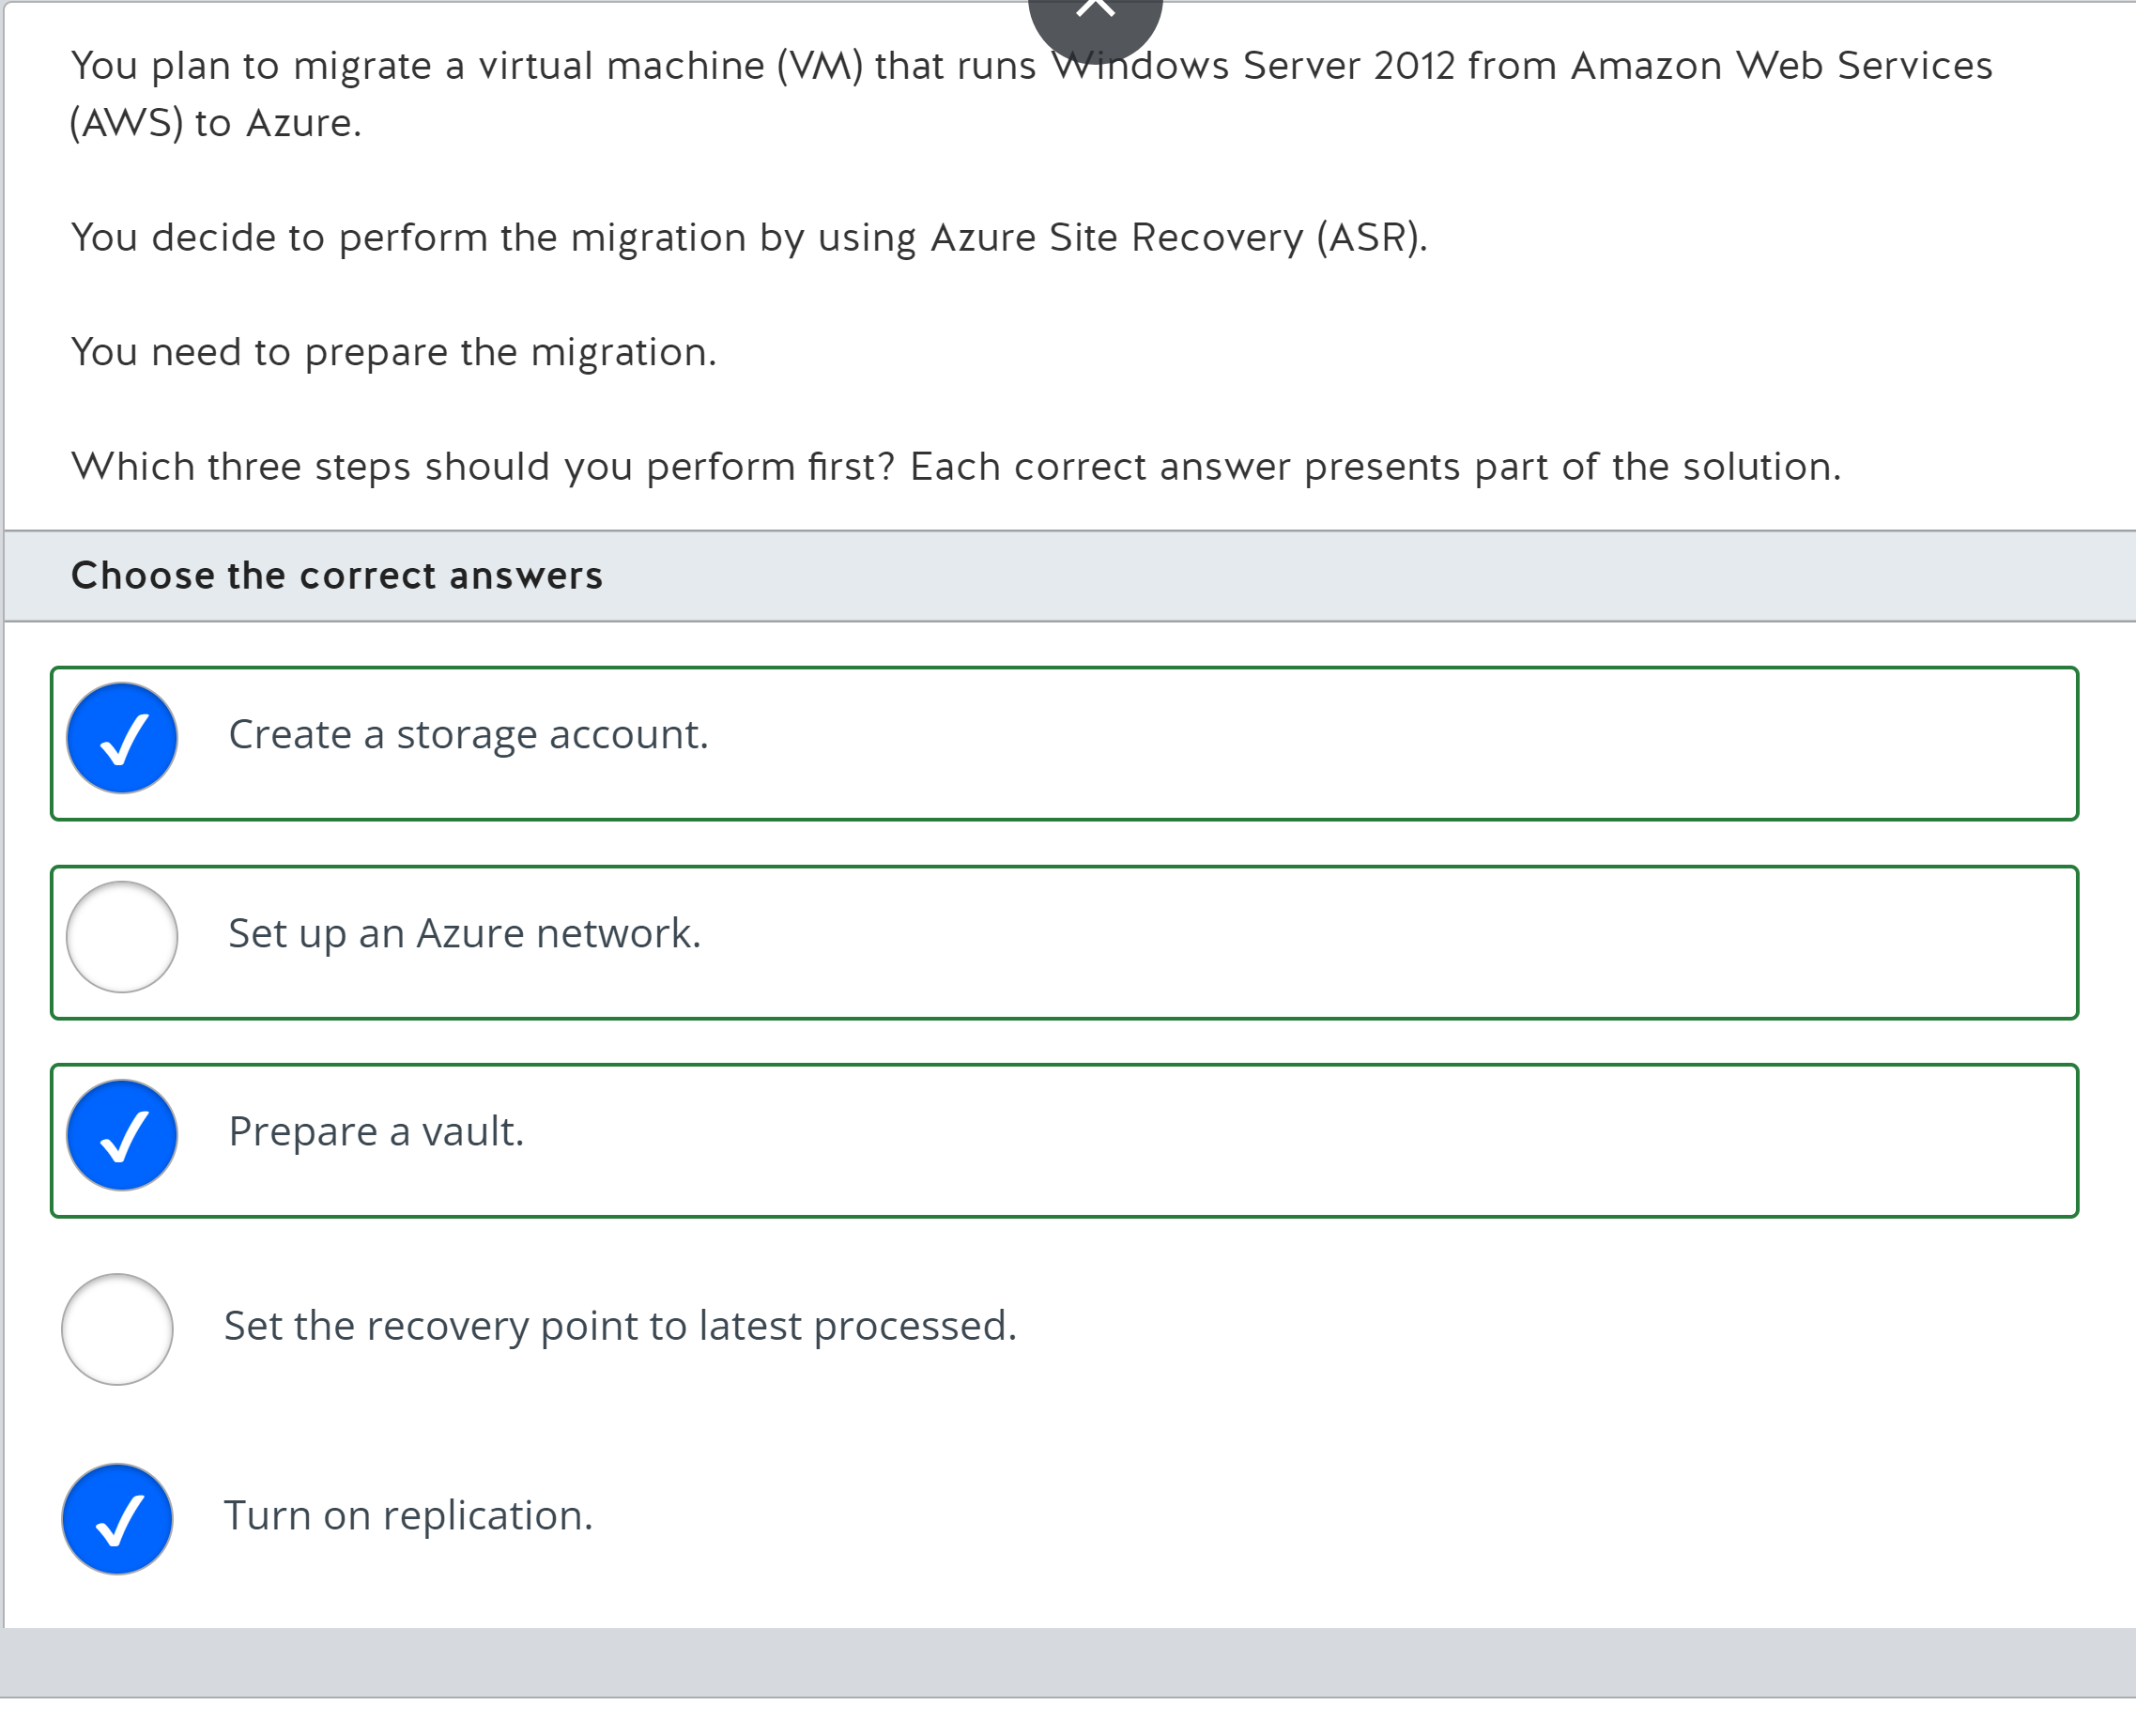 You plan to migrate a virtual machine (VM) that runs Windows Server 2012 from Amazon Web Services
(AWS) to Azure.
You decide to perform the migration by using Azure Site Recovery (ASR).
You need to prepare the migration.
Which three steps should you perform first? Each correct answer presents part of the solution.
Choose the correct answers
Create a storage account.
Set up an Azure network.
Prepare a vault.
Set the recovery point to latest processed.
Turn on replication.